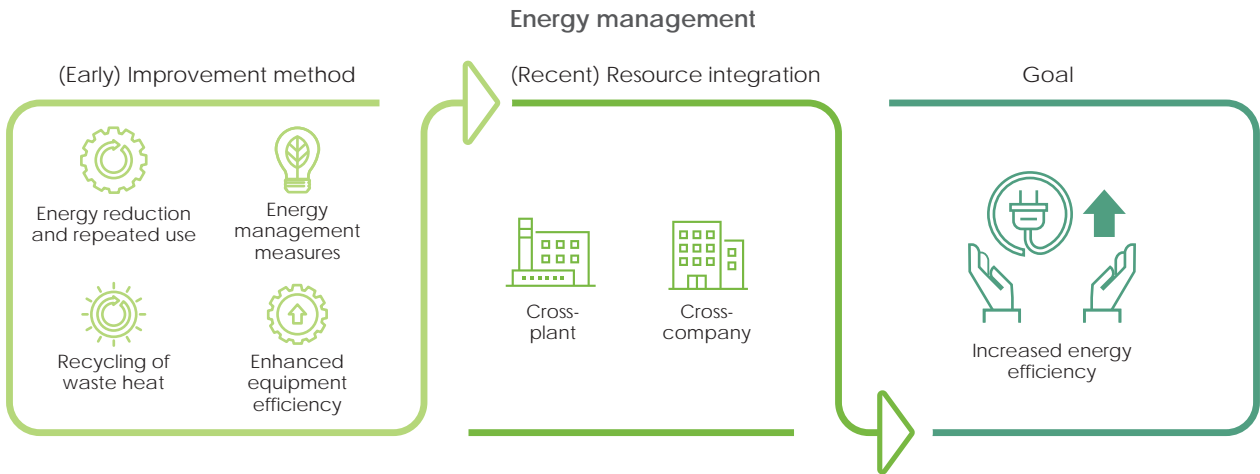 Energy management
(Early) Improvement method
Energy reduction
and repeated use
Energy
management
measures
Recycling of
waste heat
Enhanced
equipment
efficiency
(Recent) Resource integration
Cross-
plant
Cross-
company
Goal
Increased energy
efficiency